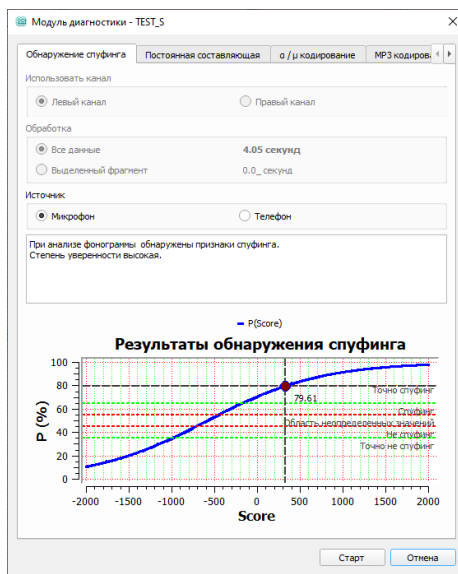 Модуль диагностики - TEST_S
Обнаружение спуфинга Постоянная составляющая α / μ кодирование MP3 кодирова
Использовать канал
Левый канал Правый канал
Обработка
Все данные 4.05 секунд
Выделенный фрагмент 0.0_ секунд
Источник
Микрофон Телефон
При анализе фонограммы обнаружены признаки спуфинга.
Степень уверенности высокая.
P(Score)
Результаты обнаружения спуфинга
P (%)
100
80
60
40
20
0
79.61
Точно спуфинг
Спуфинг
Область неопределенных значений
Не спуфинг
Точно не спуфинг
-2000 -1500 -1000 -500 0 500 1000 1500 2000
Score
Старт Отмена